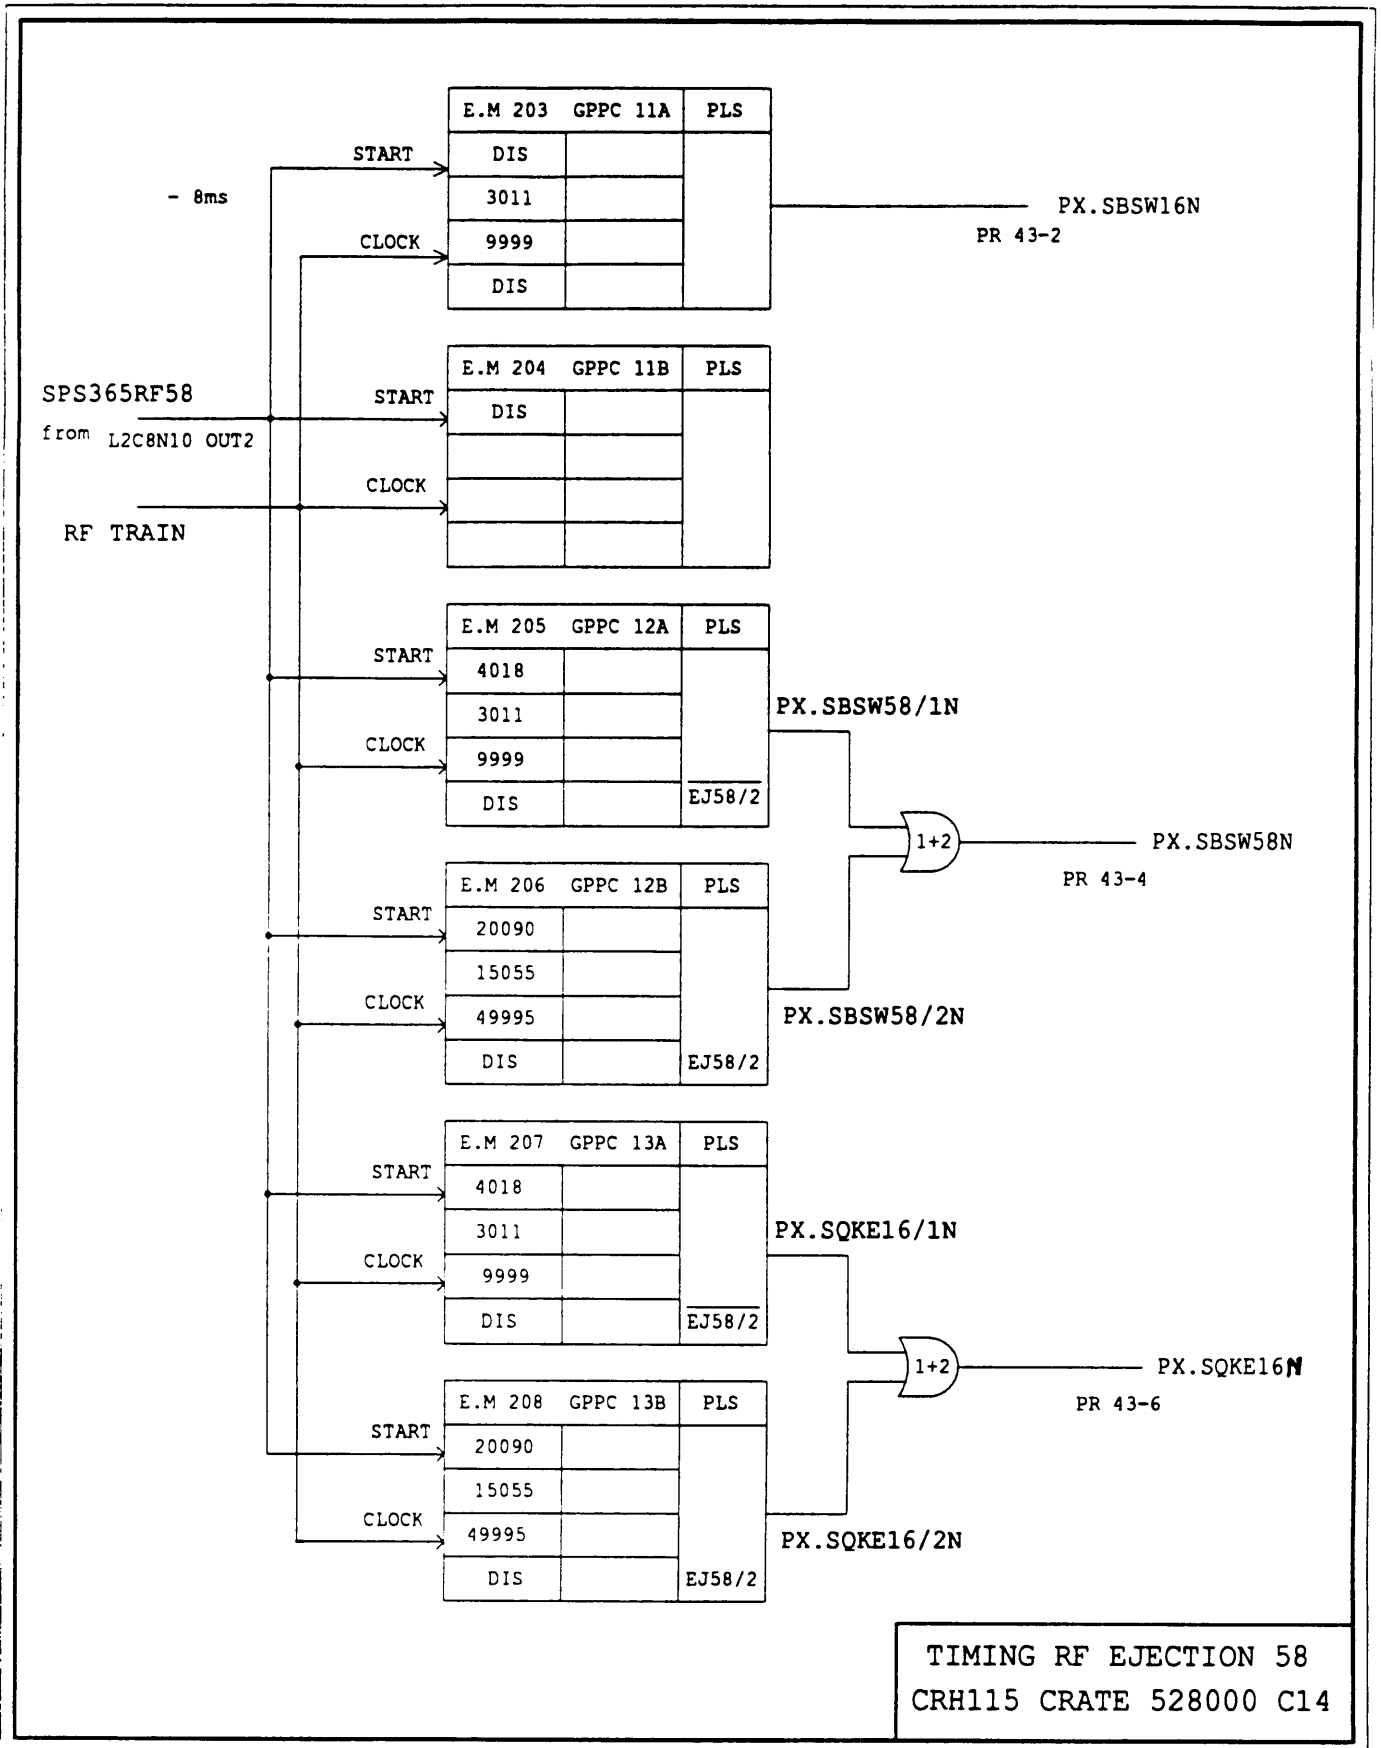 E.M 203 GPPC 11A PLS
START DIS
- 8ms 3011
PX.SBSW16N
CLOCK 9999
PR 43-2
DIS
E.M 204 GPPC 11B PLS
SPS365RF58
START DIS
from L2C8N10 OUT2
CLOCK
RF TRAIN
E.M 205 GPPC 12A PLS
START 4018
3011
PX.SBSW58/1N
CLOCK 9999
DIS EJ58/2
1+2 PX.SBSW58N
PR 43-4
E.M 206 GPPC 12B PLS
START 20090
15055
CLOCK 49995
PX.SBSW58/2N
DIS EJ58/2
E.M 207 GPPC 13A PLS
START 4018
3011
PX.SQKE16/1N
CLOCK 9999
DIS EJ58/2
1+2 PX.SQKE16N
PR 43-6
E.M 208 GPPC 13B PLS
START 20090
15055
CLOCK 49995
PX.SQKE16/2N
DIS EJ58/2
TIMING RF EJECTION 58
CRH115 CRATE 528000 C14